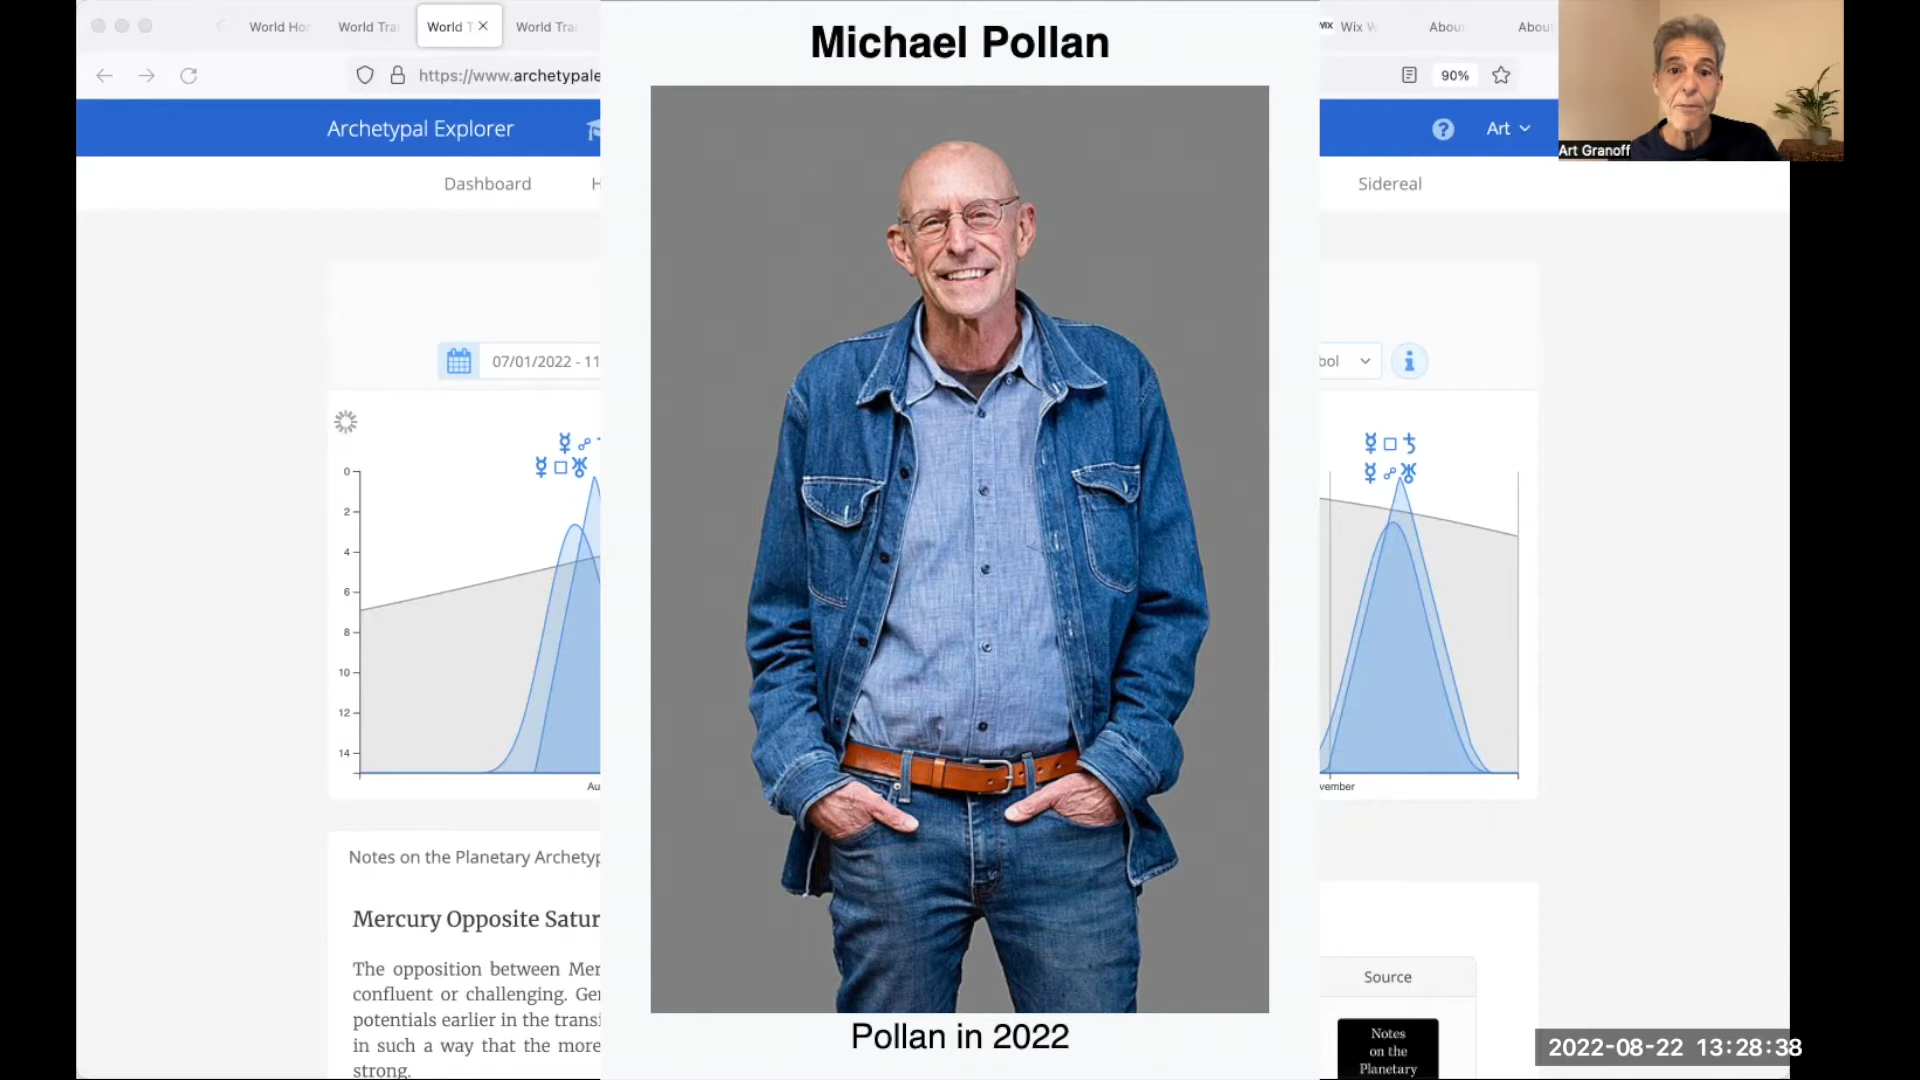 World Ho
World Tra
World T
World Tra
Wix
About
Abou
https://www.archetypale
90%
Archetypal Explorer
Art
Dashboard
H
Sidereal
Michael Pollan
Art Granoff
07/01/2022 - 11
bol
0
2
4
6
8
10
12
14
Au
vember
Notes on the Planetary Archetyp
Mercury Opposite Satur
The opposition between Mer
confluent or challenging. Ge
potentials earlier in the transi
in such a way that the more
strong.
Source
Notes
on the
Planetary
Pollan in 2022
2022-08-22 13:28:38